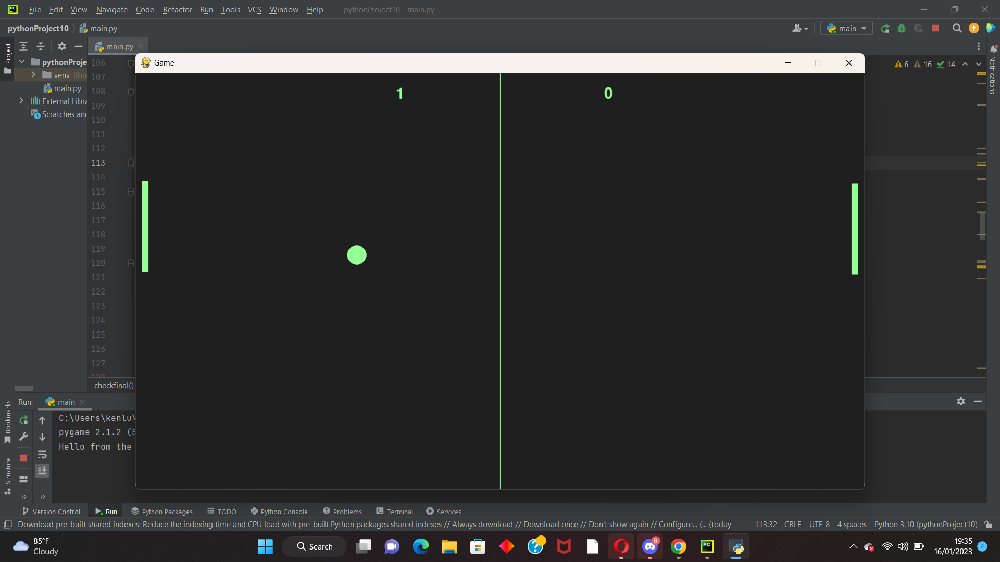 File Edit View Navigate Code Refactor Run Tools VCS Window Help pythonProject10 - main.py
pythonProject10 main.py main
Project main.py
Notifications
pythonProje
venv libra
main.py
External Libra
Scratches and
6 16 14
106
107
108
109
110
111
112
113
114
115
116
117
118
119
120
121
122
123
124
125
126
127
128
Game
1 0
checkfinal()
Run: main
C:\Users\kenlu\
pygame 2.1.2 (S
Hello from the
Bookmarks
Structure
Version Control Run Python Packages TODO Python Console Problems Terminal Services
Download pre-built shared indexes: Reduce the indexing time and CPU load with pre-built Python packages shared indexes // Always download // Download once // Don't show again // Configure... (... (today 113:32 CRLF UTF-8 4 spaces Python 3.10 (pythonProject10)
85°F
Cloudy
Search
8
19:35
16/01/2023
2